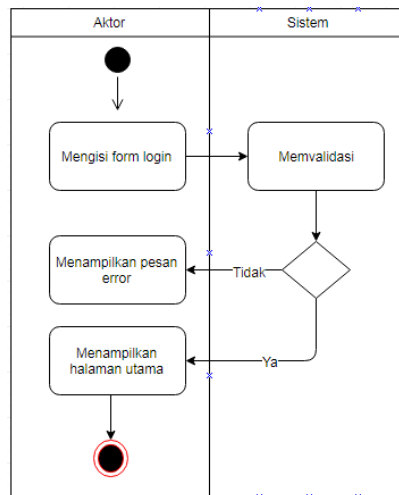 Aktor
Sistem
Mengisi form login
Memvalidasi
Menampilkan pesan
error
Tidak
Menampilkan
halaman utama
Ya